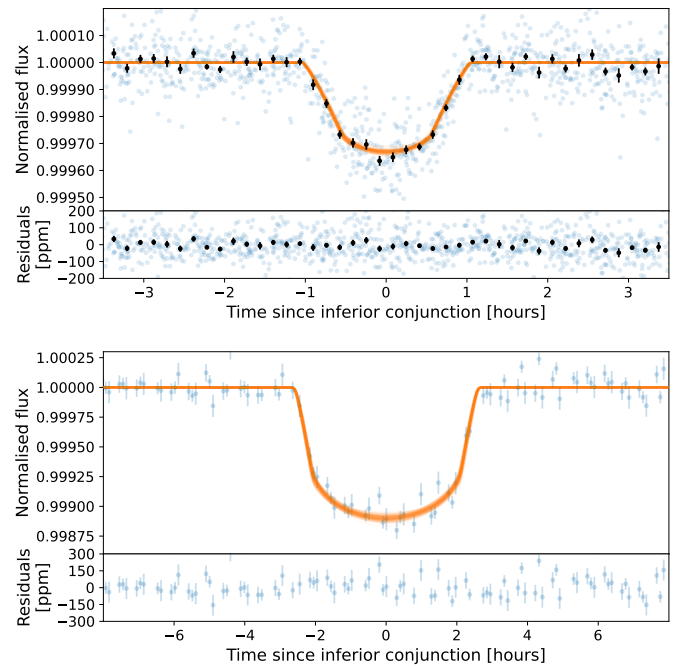 1.00010
1.00000
0.99990
0.99980
0.99970
0.99960
0.99950
Normalised flux
200
100
0
−100
−200
Residuals
[ppm]
−3 −2 −1 0 1 2 3
Time since inferior conjunction [hours]
1.00025
1.00000
0.99975
0.99950
0.99925
0.99900
0.99875
Normalised flux
300
150
0
−150
−300
Residuals
[ppm]
−6 −4 −2 0 2 4 6
Time since inferior conjunction [hours]